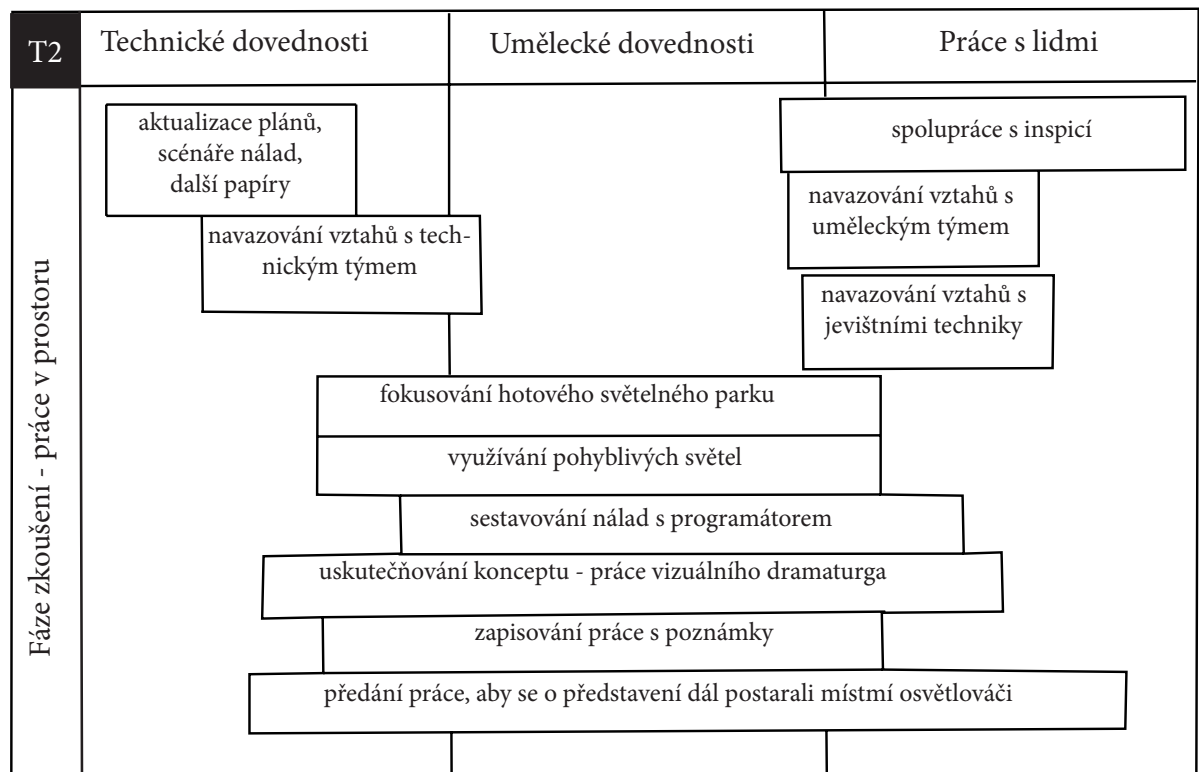 T2
Technické dovednosti
Umělecké dovednosti
Práce s lidmi
Fáze zkoušení - práce v prostoru
aktualizace plánů,
scénáře nálad,
další papíry
navazování vztahů s tech-
nickým týmem
spolupráce s inspicí
navazování vztahů s
uměleckým týmem
navazování vztahů s
jevištními techniky
fokusování hotového světelného parku
využívání pohyblivých světel
sestavování nálad s programátorem
uskutečňování konceptu - práce vizuálního dramaturga
zapisování práce s poznámky
předání práce, aby se o představení dál postarali místmí osvětlováči